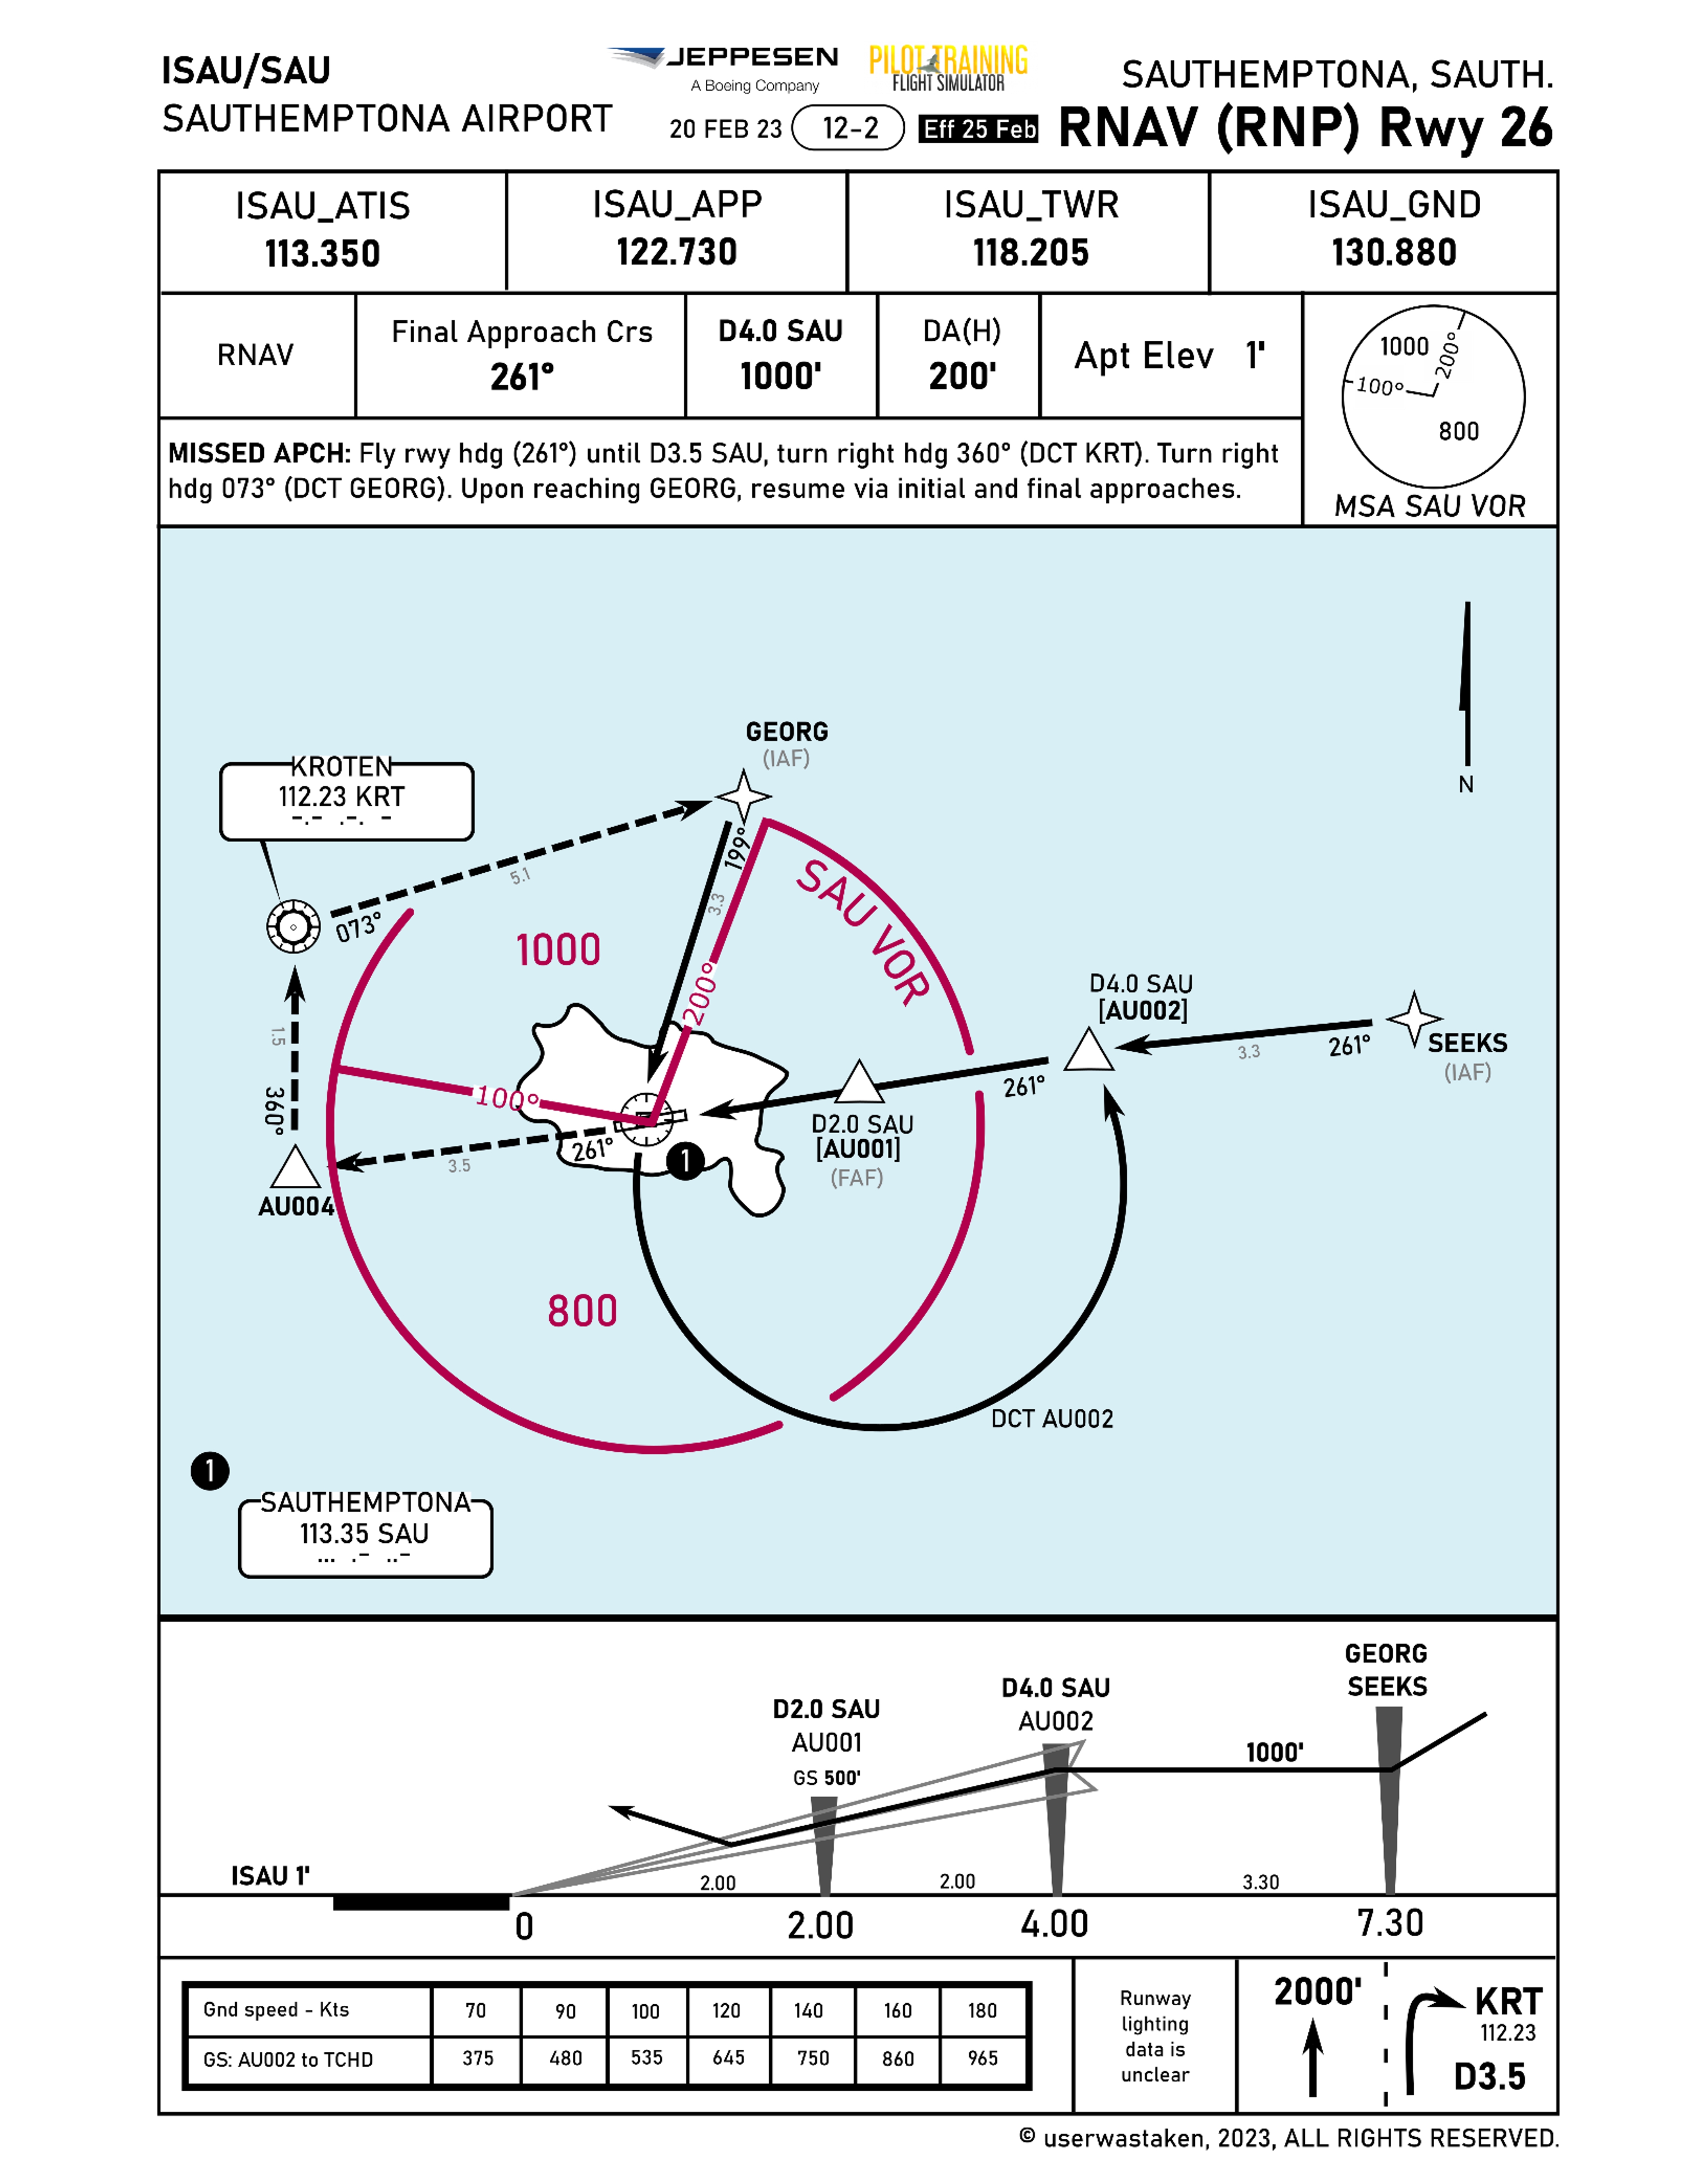 ISAU/SAU
SAUTHEMPTONA AIRPORT
JEPPESEN
A Boeing Company
PILOT TRAINING
FLIGHT SIMULATOR
20 FEB 23
12-2
Eff 25 Feb
SAUTHEMPTONA, SAUTH.
RNAV (RNP) Rwy 26
ISAU_ATIS
113.350
ISAU_APP
122.730
ISAU_TWR
118.205
ISAU_GND
130.880
RNAV
Final Approach Crs
261°
D4.0 SAU
1000'
DA(H)
200'
Apt Elev 1'
1000
200°
100°
800
MSA SAU VOR
MISSED APCH: Fly rwy hdg (261°) until D3.5 SAU, turn right hdg 360° (DCT KRT). Turn right
hdg 073° (DCT GEORG). Upon reaching GEORG, resume via initial and final approaches.
N
GEORG
(IAF)
KROTEN
112.23 KRT
-.- .-. -
5.1
073°
199°
3.3
SAU VOR
1000
200°
D4.0 SAU
[AU002]
SEEKS
(IAF)
261°
3.3
261°
1.5
360°
100°
D2.0 SAU
[AU001]
(FAF)
261°
3.5
1
AU004
800
DCT AU002
1
SAUTHEMPTONA
113.35 SAU
... .- ..-
GEORG
SEEKS
D4.0 SAU
AU002
D2.0 SAU
AU001
GS 500'
1000'
ISAU 1'
2.00
2.00
3.30
0
2.00
4.00
7.30
Gnd speed - Kts 70 90 100 120 140 160 180
GS: AU002 to TCHD 375 480 535 645 750 860 965
Runway
lighting
data is
unclear
2000'
KRT
112.23
D3.5
© userwastaken, 2023, ALL RIGHTS RESERVED.